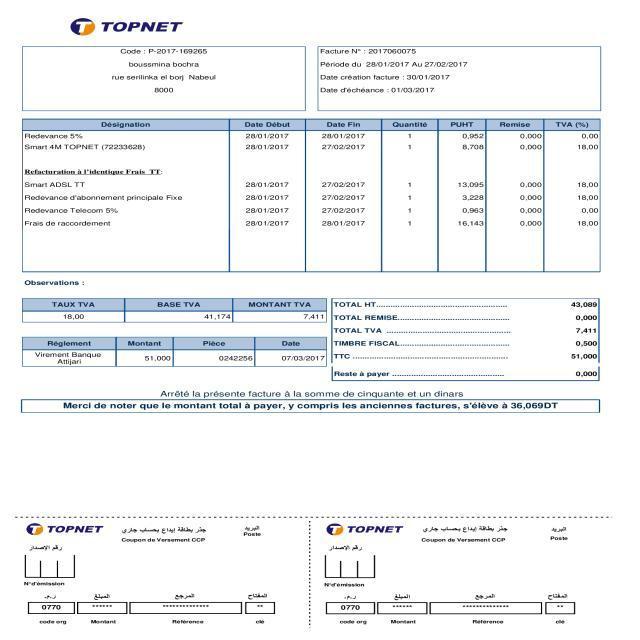 TOPNET
Code : P-2017-169265
boussmina bochra
rue serilinka el borj Nabeul
8000
Facture N° : 2017060075
Période du 28/01/2017 Au 27/02/2017
Date création facture : 30/01/2017
Date d'échéance : 01/03/2017
Désignation Date Début Date Fin Quantité PUHT Remise TVA (%)
Redevance 5% 28/01/2017 28/01/2017 1 0,952 0,000 0,00
Smart 4M TOPNET (72233628) 28/01/2017 27/02/2017 1 8,708 0,000 18,00
Refacturation à l'identique Frais TT:
Smart ADSL TT 28/01/2017 27/02/2017 1 13,095 0,000 18,00
Redevance d'abonnement principale Fixe 28/01/2017 27/02/2017 1 3,228 0,000 18,00
Redevance Telecom 5% 28/01/2017 27/02/2017 1 0,963 0,000 0,00
Frais de raccordement 28/01/2017 28/01/2017 1 16,143 0,000 18,00
Observations :
TAUX TVA BASE TVA MONTANT TVA
18,00 41,174 7,411
Réglement Montant Pièce Date
Virement Banque Attijari 51,000 0242256 07/03/2017
TOTAL HT 43,089
TOTAL REMISE 0,000
TOTAL TVA 7,411
TIMBRE FISCAL 0,500
TTC 51,000
Reste à payer 0,000
Arrêté la présente facture à la somme de cinquante et un dinars
Merci de noter que le montant total à payer, y compris les anciennes factures, s'élève à 36,069DT
TOPNET جذر بطاقة إيداع بحساب جاري البريد
Coupon de Versement CCP Poste
رقم الإصدار
N°d'émission
ر.م. المبلغ المرجع المفتاح
0770 ****** ************** **
code org Montant Référence clé
TOPNET جذر بطاقة إيداع بحساب جاري البريد
Coupon de Versement CCP Poste
رقم الإصدار
N°d'émission
ر.م. المبلغ المرجع المفتاح
0770 ****** ************** **
code org Montant Référence clé